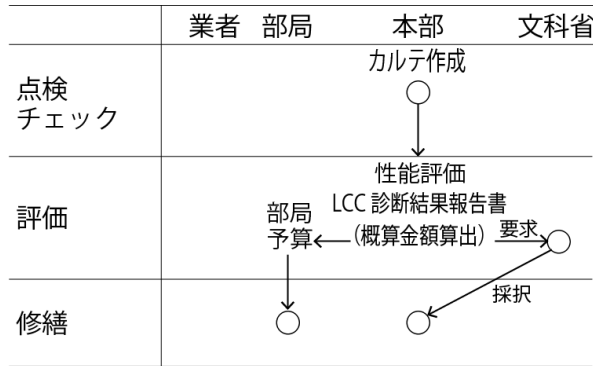 業者 部局 本部 文科省
カルテ作成
点検
チェック
性能評価
LCC 診断結果報告書
(概算金額算出)
要求
部局
予算
評価
採択
修繕